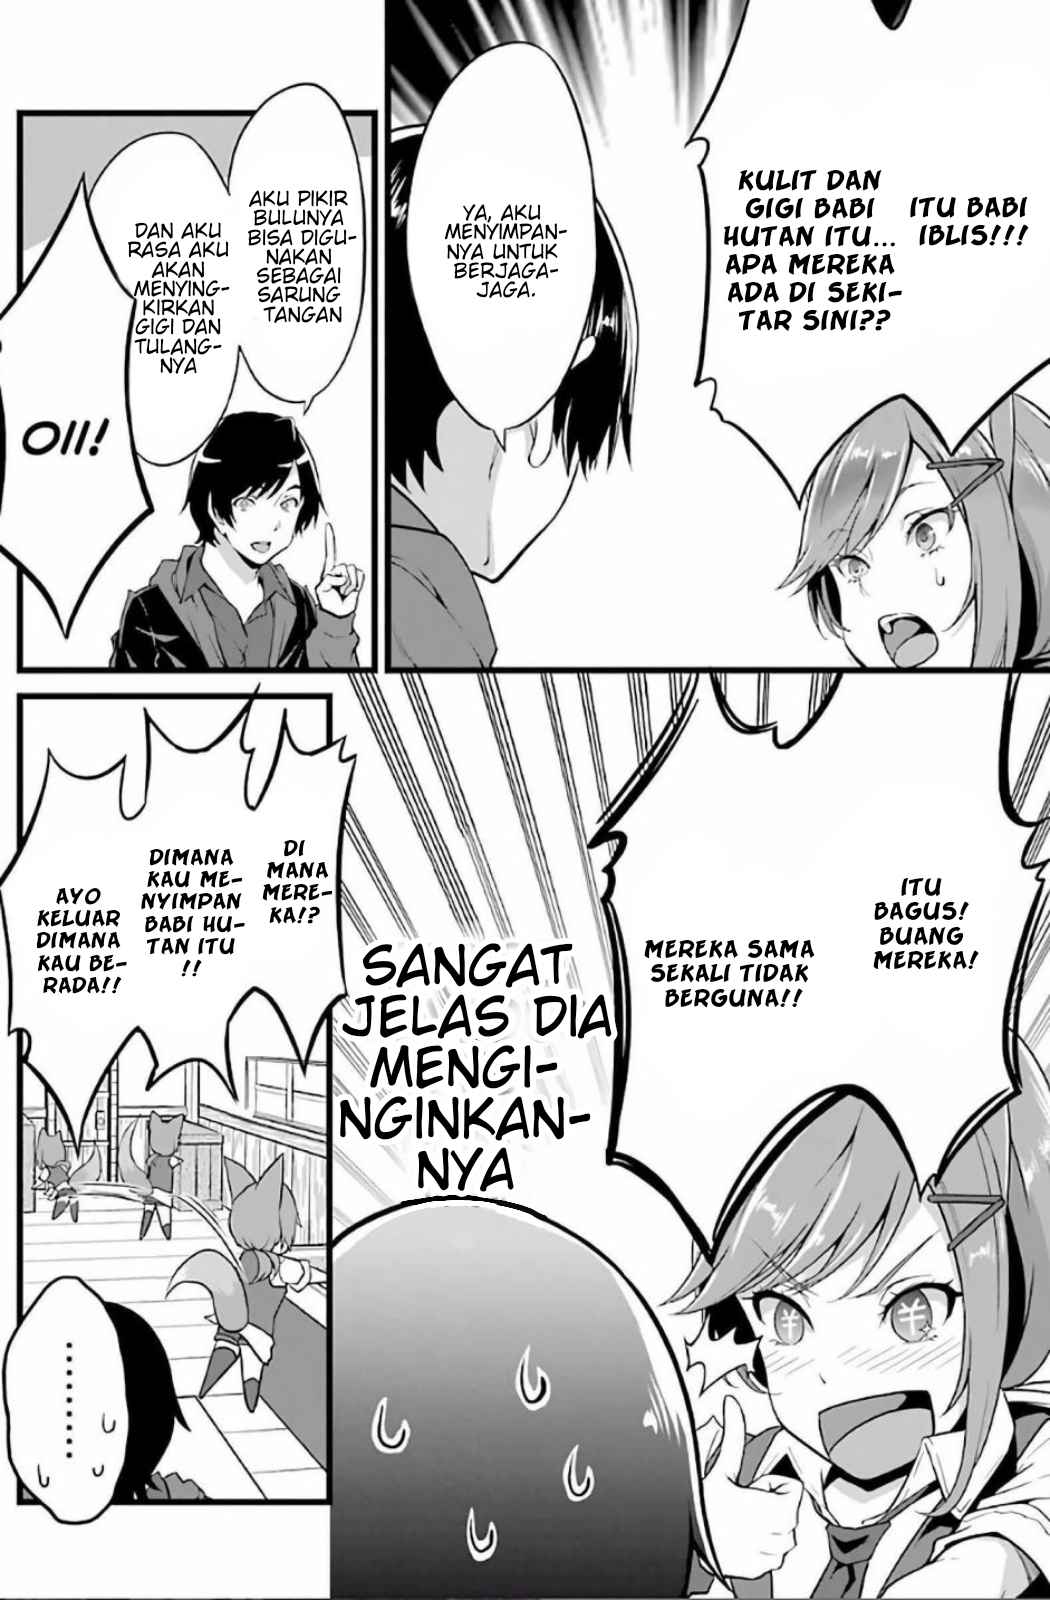 ITU BABI
IBLIS!!!
KULIT DAN
GIGI BABI
HUTAN ITU...
APA MEREKA
ADA DI SEKI-
TAR SINI??
YA, AKU
MENYIMPAN-
NYA UNTUK
BERJAGA-
JAGA.
AKU PIKIR
BULUNYA
BISA DIGU-
NAKAN
SEBAGAI
SARUNG
TANGAN
DAN AKU
RASA AKU
AKAN
MENYING-
KIRKAN
GIGI DAN
TULANG-
NYA
OII!
ITU
BAGUS!
BUANG
MEREKA!
MEREKA SAMA
SEKALI TIDAK
BERGUNA!!
SANGAT
JELAS DIA
MENGI-
NGINKAN-
NYA
¥ ¥
DI
MANA
MERE-
KA!?
DIMANA
KAU ME-
NYIMPAN
BABI HU-
TAN ITU
!!
AYO
KELUAR
DIMANA
KAU BE-
RADA!!
.........